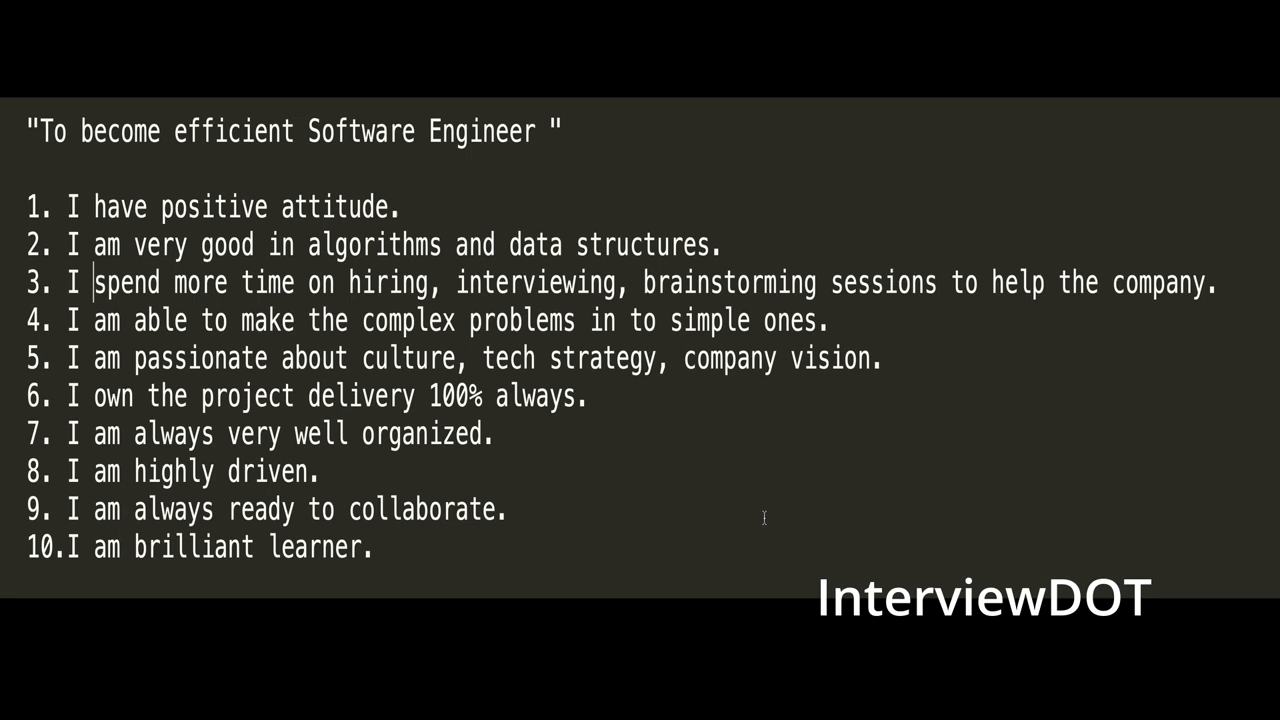 "To become efficient Software Engineer "
1. I have positive attitude.
2. I am very good in algorithms and data structures.
3. I spend more time on hiring, interviewing, brainstorming sessions to help the company.
4. I am able to make the complex problems in to simple ones.
5. I am passionate about culture, tech strategy, company vision.
6. I own the project delivery 100% always.
7. I am always very well organized.
8. I am highly driven.
9. I am always ready to collaborate.
10.I am brilliant learner.
InterviewDOT